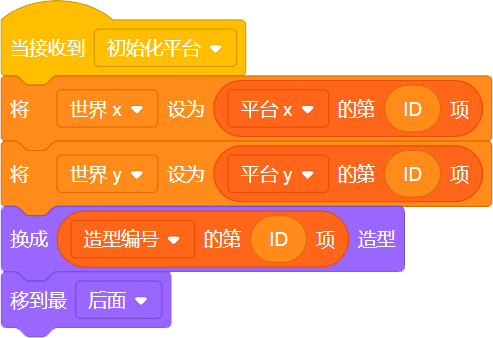 当接收到 初始化平台
将 世界 x 设为 平台 x 的第 ID 项
将 世界 y 设为 平台 y 的第 ID 项
换成 造型编号 的第 ID 项 造型
移到最 后面